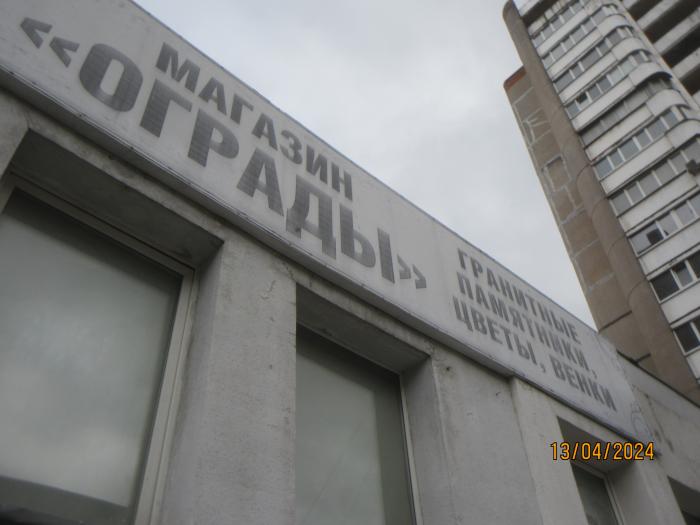 МАГАЗИН
«ОГРАДЫ»
ГРАНИТНЫЕ
ПАМЯТНИКИ,
ЦВЕТЫ, ВЕНКИ
13/04/2024